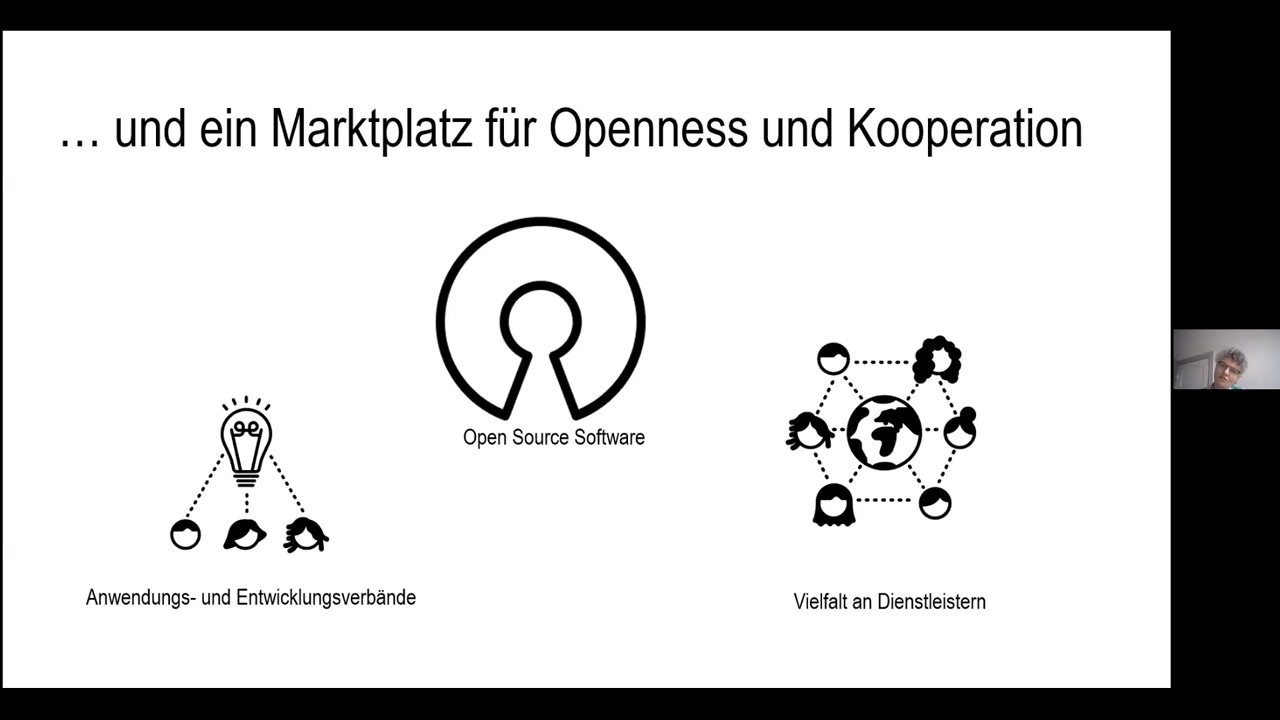 … und ein Marktplatz für Openness und Kooperation
Open Source Software
Anwendungs- und Entwicklungsverbände
Vielfalt an Dienstleistern